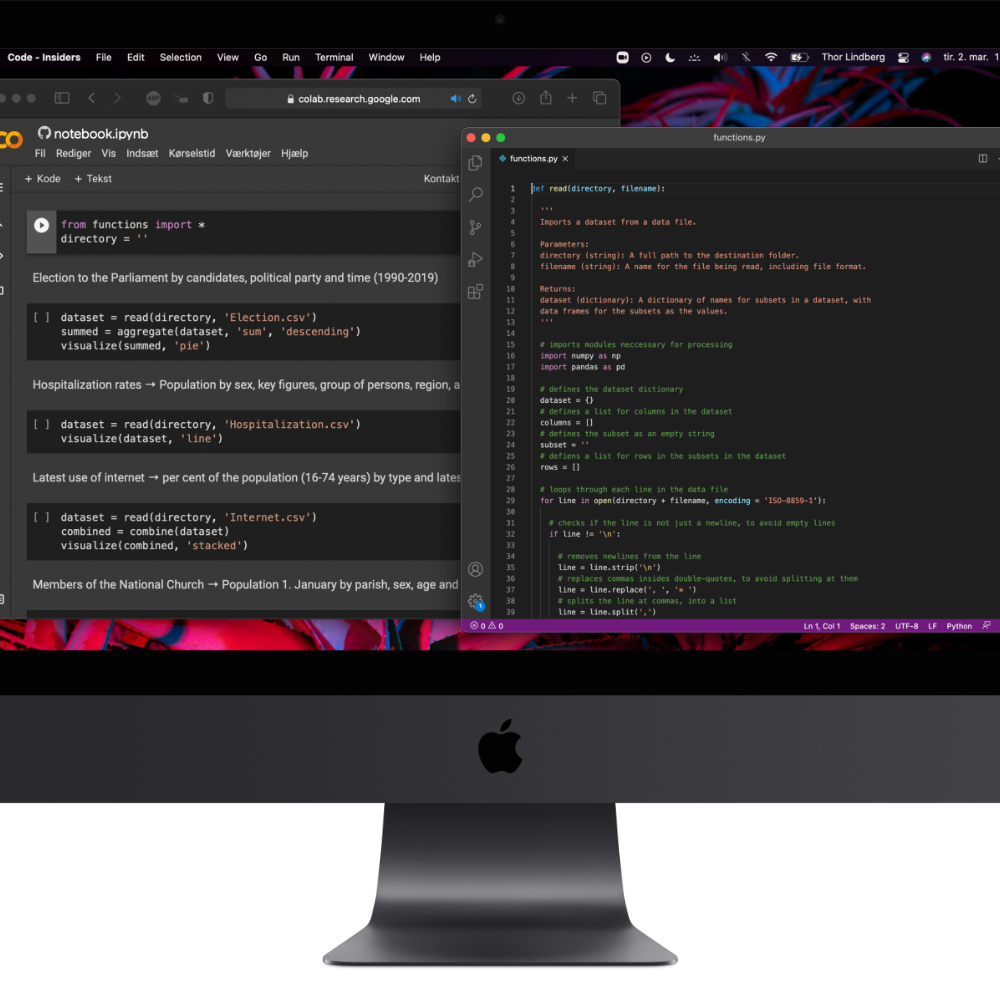 Code - Insiders File Edit Selection View Go Run Terminal Window Help Thor Lindberg tir. 2. mar. 1
colab.research.google.com
notebook.ipynb
Fil Rediger Vis Indsæt Kørselstid Værktøjer Hjælp
+ Kode + Tekst Kontakt
from functions import *
directory = ''
Election to the Parliament by candidates, political party and time (1990-2019)
[ ] dataset = read(directory, 'Election.csv')
summed = aggregate(dataset, 'sum', 'descending')
visualize(summed, 'pie')
Hospitalization rates → Population by sex, key figures, group of persons, region, a
[ ] dataset = read(directory, 'Hospitalization.csv')
visualize(dataset, 'line')
Latest use of internet → per cent of the population (16-74 years) by type and lates
[ ] dataset = read(directory, 'Internet.csv')
combined = combine(dataset)
visualize(combined, 'stacked')
Members of the National Church → Population 1. January by parish, sex, age and
functions.py
functions.py ×
1 def read(directory, filename):
2
3 '''
4 Imports a dataset from a data file.
5
6 Parameters:
7 directory (string): A full path to the destination folder.
8 filename (string): A name for the file being read, including file format.
9
10 Returns:
11 dataset (dictionary): A dictionary of names for subsets in a dataset, with
12 data frames for the subsets as the values.
13 '''
14
15 # imports modules neccessary for processing
16 import numpy as np
17 import pandas as pd
18
19 # defines the dataset dictionary
20 dataset = {}
21 # defines a list for columns in the dataset
22 columns = []
23 # defines the subset as an empty string
24 subset = ''
25 # defiens a list for rows in the subsets in the dataset
26 rows = []
27
28 # loops through each line in the data file
29 for line in open(directory + filename, encoding = 'ISO-8859-1'):
30
31 # checks if the line is not just a newline, to avoid empty lines
32 if line != '\n':
33
34 # removes newlines from the line
35 line = line.strip('\n')
36 # replaces commas insides double-quotes, to avoid splitting at them
37 line = line.replace(', ', '* ')
38 # splits the line at commas, into a list
39 line = line.split(',')
1
0 0 Ln 1, Col 1 Spaces: 2 UTF-8 LF Python